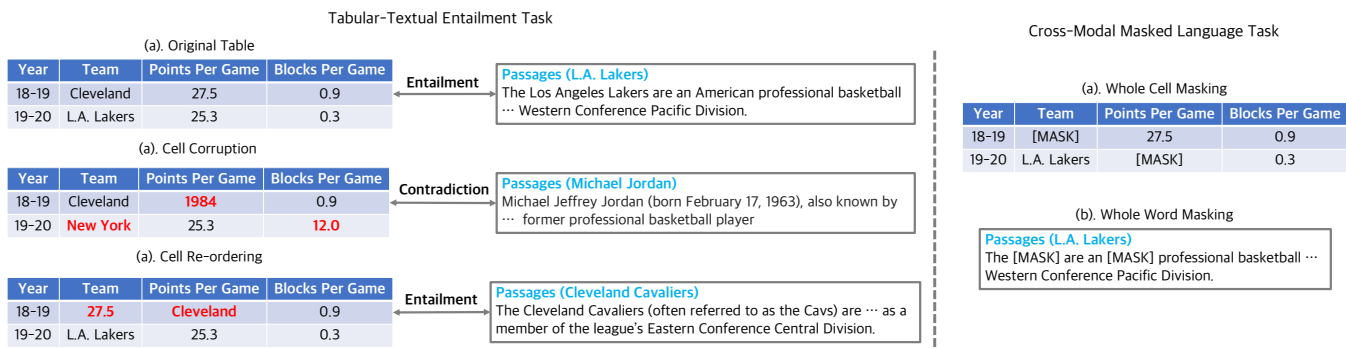 Tabular-Textual Entailment Task
(a). Original Table
Year Team Points Per Game Blocks Per Game
18-19 Cleveland 27.5 0.9
19-20 L.A. Lakers 25.3 0.3
Entailment
Passages (L.A. Lakers)
The Los Angeles Lakers are an American professional basketball
… Western Conference Pacific Division.
(a). Cell Corruption
Year Team Points Per Game Blocks Per Game
18-19 Cleveland 1984 0.9
19-20 New York 25.3 12.0
Contradiction
Passages (Michael Jordan)
Michael Jeffrey Jordan (born February 17, 1963), also known by
… former professional basketball player
(a). Cell Re-ordering
Year Team Points Per Game Blocks Per Game
18-19 27.5 Cleveland 0.9
19-20 L.A. Lakers 25.3 0.3
Entailment
Passages (Cleveland Cavaliers)
The Cleveland Cavaliers (often referred to as the Cavs) are … as a
member of the league's Eastern Conference Central Division.
Cross-Modal Masked Language Task
(a). Whole Cell Masking
Year Team Points Per Game Blocks Per Game
18-19 [MASK] 27.5 0.9
19-20 L.A. Lakers [MASK] 0.3
(b). Whole Word Masking
Passages (L.A. Lakers)
The [MASK] are an [MASK] professional basketball …
Western Conference Pacific Division.